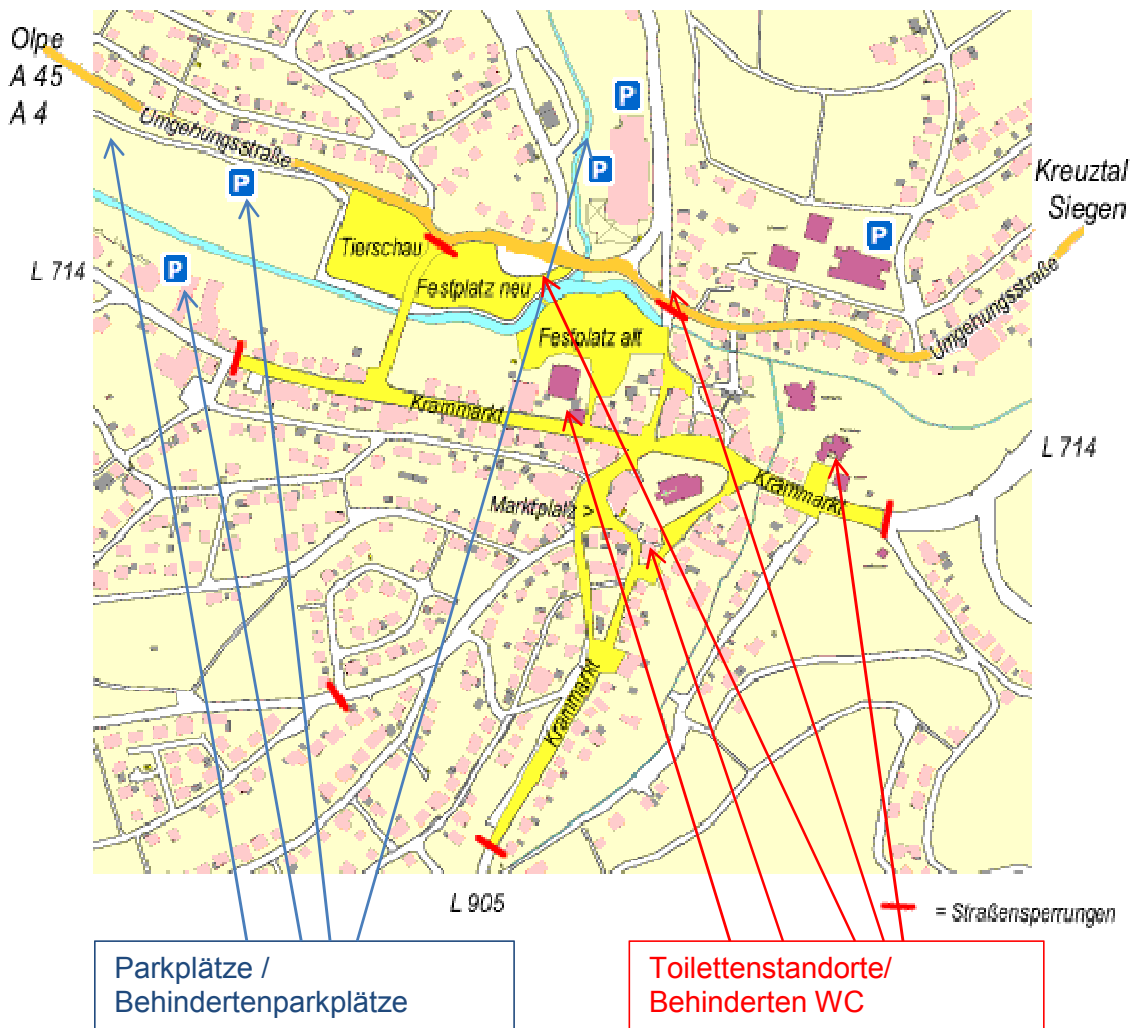 Olpe
A 45
A 4
Umgehungsstraße
P
P
P
P
P
Kreuztal
Siegen
Tierschau
L 714
Festplatz neu
Festplatz alt
Umgehungsstraße
Krammarkt
L 714
Krammarkt
Marktplatz >
Krammarkt
L 905
= Straßensperrungen
Parkplätze /
Behindertenparkplätze
Toilettenstandorte/
Behinderten WC